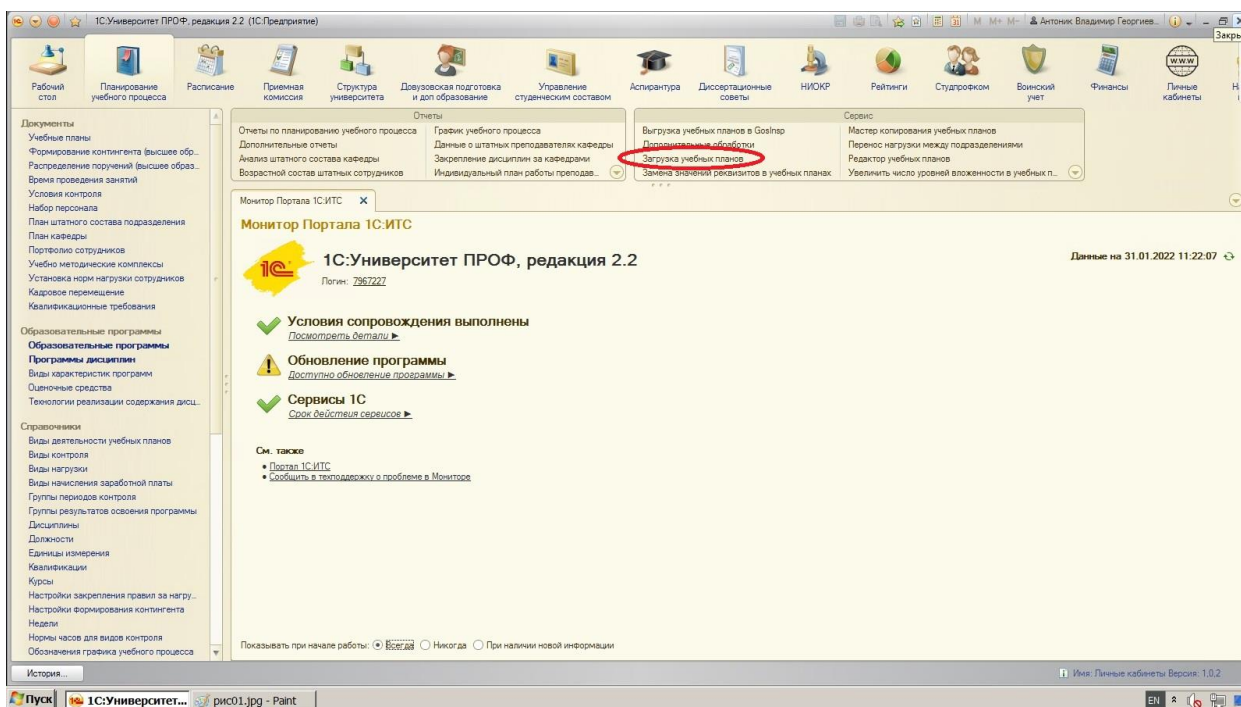 1С:Университет ПРОФ, редакция 2.2 (1С:Предприятие)
M M+ M- Антоник Владимир Георгиев...
Рабочий стол
Планирование учебного процесса
Расписание
Приемная комиссия
Структура университета
Довузовская подготовка и доп образование
Управление студенческим составом
Аспирантура
Диссертационные советы
НИОКР
Рейтинги
Студпрофком
Воинский учет
Финансы
Личные кабинеты
Документы
Учебные планы
Формирование контингента (высшее обр...
Распределение поручений (высшее образ...
Время проведения занятий
Условия контроля
Набор персонала
План штатного состава подразделения
План кафедры
Портфолио сотрудников
Учебно методические комплексы
Установка норм нагрузки сотрудников
Кадровое перемещение
Квалификационные требования
Образовательные программы
Образовательные программы
Программы дисциплин
Виды характеристик программ
Оценочные средства
Технологии реализации содержания дисц...
Справочники
Виды деятельности учебных планов
Виды контроля
Виды нагрузки
Виды начисления заработной платы
Группы периодов контроля
Группы результатов освоения программы
Дисциплины
Должности
Единицы измерения
Квалификации
Курсы
Настройки закрепления правил за нагру...
Настройки формирования контингента
Недели
Нормы часов для видов контроля
Обозначения графика учебного процесса
Отчеты
Отчеты по планированию учебного процесса
Дополнительные отчеты
Анализ штатного состава кафедры
Возрастной состав штатных сотрудников
График учебного процесса
Данные о штатных преподавателях кафедры
Закрепление дисциплин за кафедрами
Индивидуальный план работы преподав...
Сервис
Выгрузка учебных планов в GosInsp
Дополнительные обработки
Загрузка учебных планов
Замена значений реквизитов в учебных планах
Мастер копирования учебных планов
Перенос нагрузки между подразделениями
Редактор учебных планов
Увеличить число уровней вложенности в учебных п...
Монитор Портала 1С:ИТС
Монитор Портала 1С:ИТС
1С:Университет ПРОФ, редакция 2.2
Логин: 7967227
Данные на 31.01.2022 11:22:07
Условия сопровождения выполнены
Посмотреть детали ►
Обновление программы
Доступно обновление программы ►
Сервисы 1С
Срок действия сервисов ►
См. также
• Портал 1С:ИТС
• Сообщить в техподдержку о проблеме в Мониторе
Показывать при начале работы: Всегда Никогда При наличии новой информации
История...
Имя: Личные кабинеты Версия: 1,0,2
Пуск 1С:Университет... рис01.jpg - Paint EN